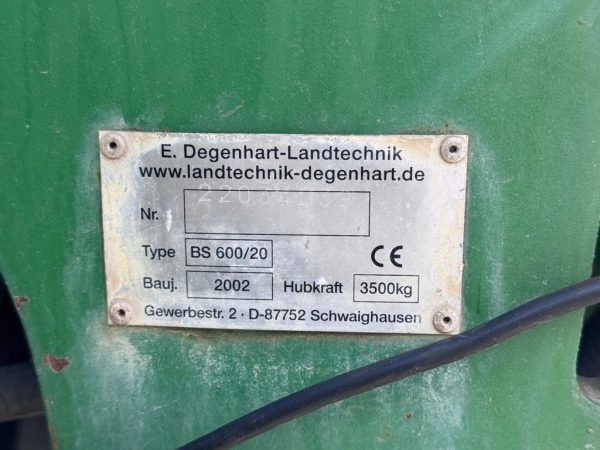 E. Degenhart-Landtechnik
www.landtechnik-degenhart.de
Nr.
Type BS 600/20 CE
Bauj. 2002 Hubkraft 3500kg
Gewerbestr. 2 · D-87752 Schwaighausen